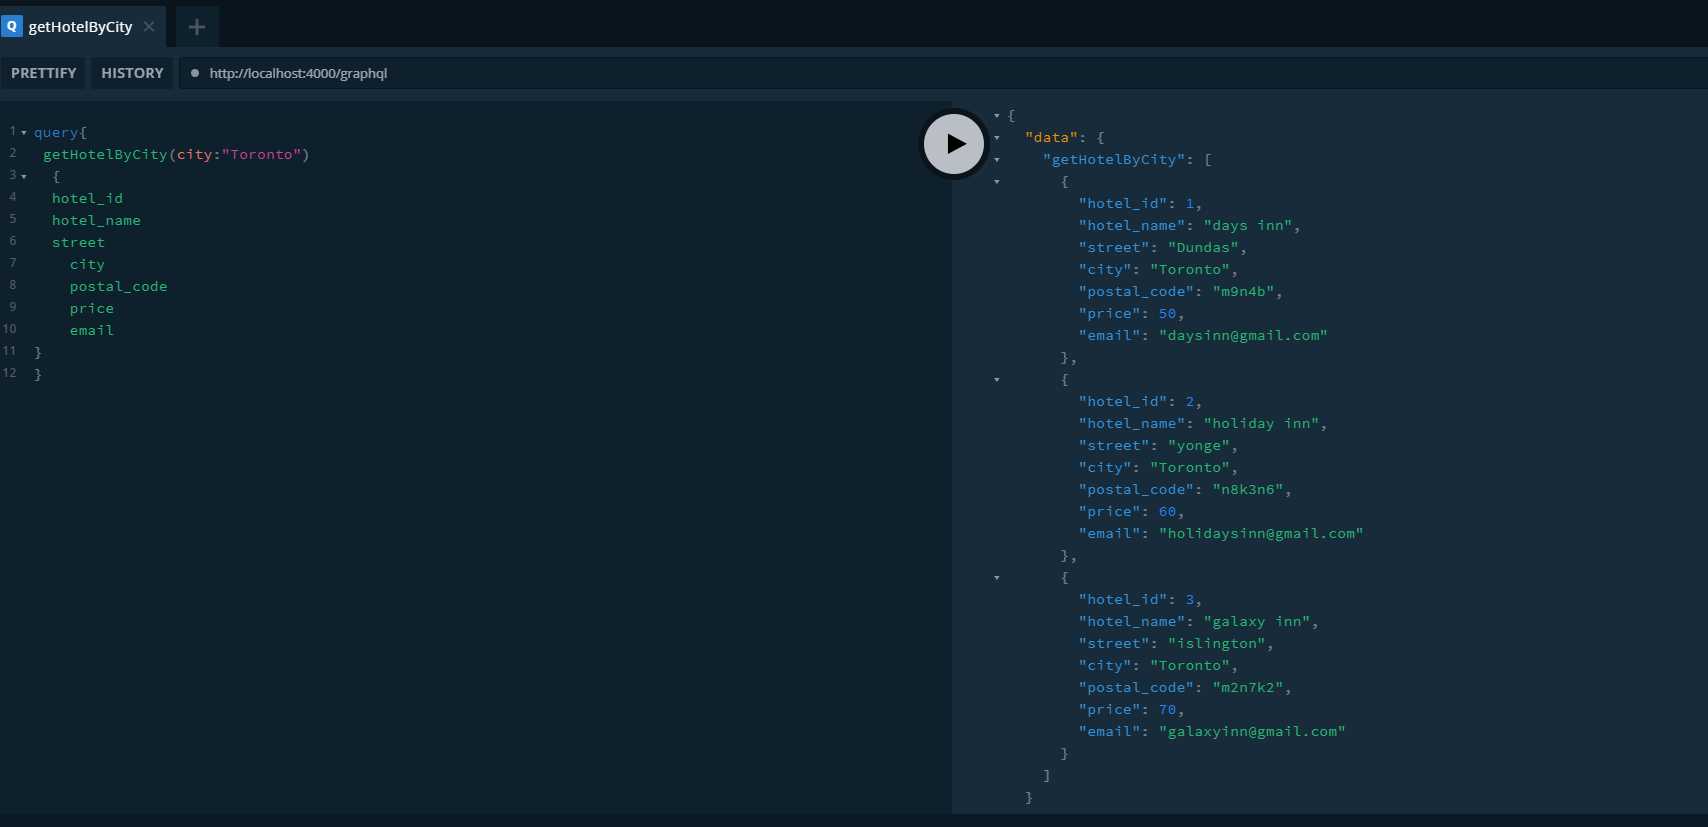 Q getHotelByCity × +
PRETTIFY HISTORY http://localhost:4000/graphql
1 query{
2 getHotelByCity(city:"Toronto")
3 {
4 hotel_id
5 hotel_name
6 street
7 city
8 postal_code
9 price
10 email
11 }
12 }
{
"data": {
"getHotelByCity": [
{
"hotel_id": 1,
"hotel_name": "days inn",
"street": "Dundas",
"city": "Toronto",
"postal_code": "m9n4b",
"price": 50,
"email": "daysinn@gmail.com"
},
{
"hotel_id": 2,
"hotel_name": "holiday inn",
"street": "yonge",
"city": "Toronto",
"postal_code": "n8k3n6",
"price": 60,
"email": "holidaysinn@gmail.com"
},
{
"hotel_id": 3,
"hotel_name": "galaxy inn",
"street": "islington",
"city": "Toronto",
"postal_code": "m2n7k2",
"price": 70,
"email": "galaxyinn@gmail.com"
}
]
}